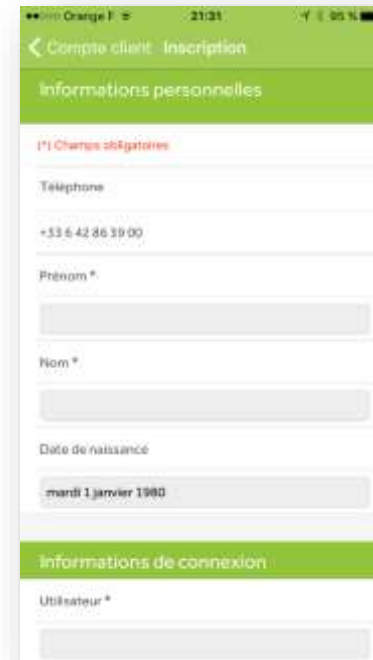 Orange F 21:31 95 %
Compte client Inscription
Informations personnelles
(*) Champs obligatoires
Téléphone
+33 6 42 86 39 00
Prénom *
Nom *
Date de naissance
mardi 1 janvier 1980
Informations de connexion
Utilisateur *